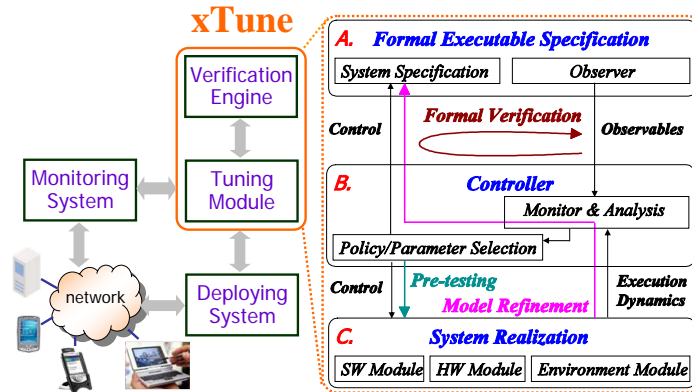 xTune
Verification
Engine
Monitoring
System
Tuning
Module
network
Deploying
System
A. Formal Executable Specification
System Specification
Observer
Formal Verification
Control
Observables
B. Controller
Monitor & Analysis
Policy/Parameter Selection
Control
Pre-testing
Model Refinement
Execution
Dynamics
C. System Realization
SW Module
HW Module
Environment Module